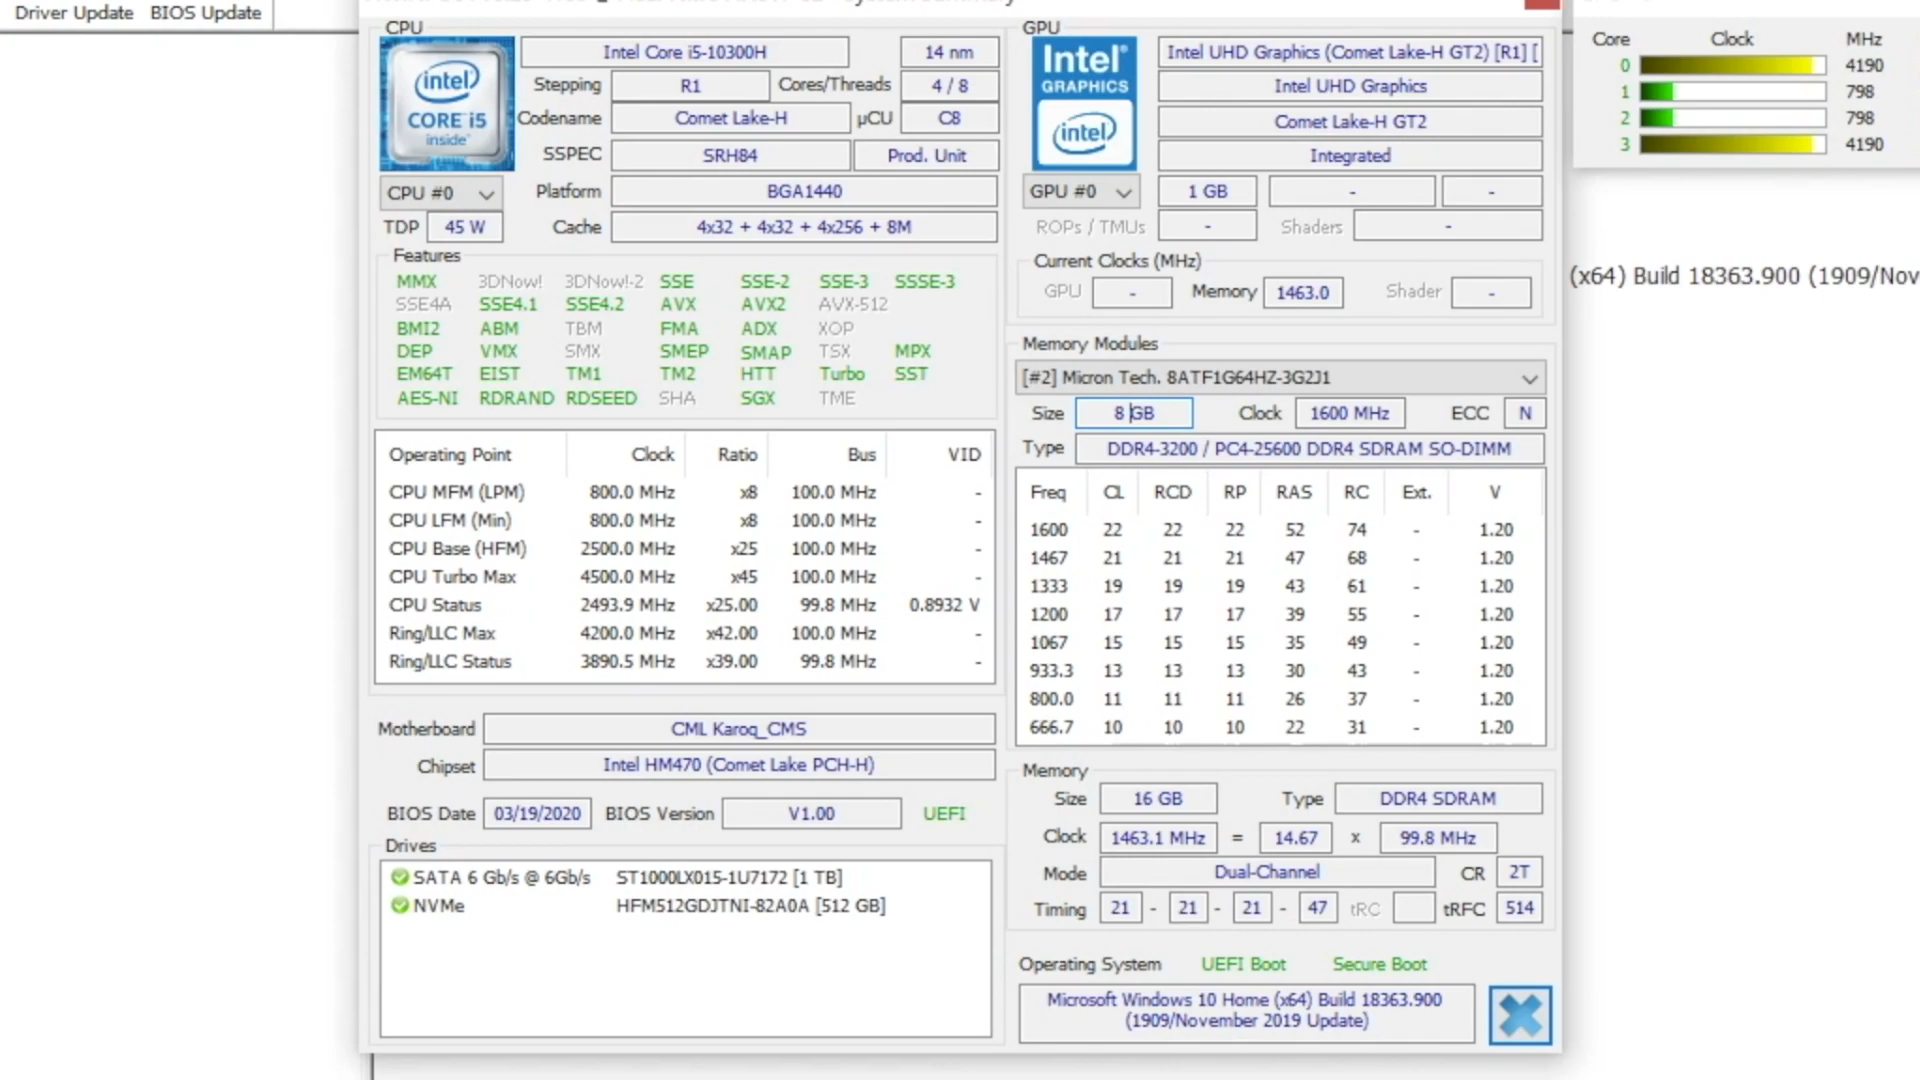 Driver Update BIOS Update
CPU
intel
CORE i5
inside
Intel Core i5-10300H 14 nm
Stepping R1 Cores/Threads 4 / 8
Codename Comet Lake-H µCU C8
SSPEC SRH84 Prod. Unit
CPU #0 Platform BGA1440
TDP 45 W Cache 4x32 + 4x32 + 4x256 + 8M
Features
MMX 3DNow! 3DNow!-2 SSE SSE-2 SSE-3 SSSE-3
SSE4A SSE4.1 SSE4.2 AVX AVX2 AVX-512
BMI2 ABM TBM FMA ADX XOP
DEP VMX SMX SMEP SMAP TSX MPX
EM64T EIST TM1 TM2 HTT Turbo SST
AES-NI RDRAND RDSEED SHA SGX TME
Operating Point Clock Ratio Bus VID
CPU MFM (LPM) 800.0 MHz x8 100.0 MHz -
CPU LFM (Min) 800.0 MHz x8 100.0 MHz -
CPU Base (HFM) 2500.0 MHz x25 100.0 MHz -
CPU Turbo Max 4500.0 MHz x45 100.0 MHz -
CPU Status 2493.9 MHz x25.00 99.8 MHz 0.8932 V
Ring/LLC Max 4200.0 MHz x42.00 100.0 MHz -
Ring/LLC Status 3890.5 MHz x39.00 99.8 MHz -
Motherboard CML Karoq_CMS
Chipset Intel HM470 (Comet Lake PCH-H)
BIOS Date 03/19/2020 BIOS Version V1.00 UEFI
Drives
SATA 6 Gb/s @ 6Gb/s ST1000LX015-1U7172 [1 TB]
NVMe HFM512GDJTNI-82A0A [512 GB]
GPU
Intel®
GRAPHICS
intel
Intel UHD Graphics (Comet Lake-H GT2) [R1] [
Intel UHD Graphics
Comet Lake-H GT2
Integrated
GPU #0 1 GB - -
ROPs / TMUs - Shaders -
Current Clocks (MHz)
GPU - Memory 1463.0 Shader -
Memory Modules
[#2] Micron Tech. 8ATF1G64HZ-3G2J1
Size 8 GB Clock 1600 MHz ECC N
Type DDR4-3200 / PC4-25600 DDR4 SDRAM SO-DIMM
Freq CL RCD RP RAS RC Ext. V
1600 22 22 22 52 74 - 1.20
1467 21 21 21 47 68 - 1.20
1333 19 19 19 43 61 - 1.20
1200 17 17 17 39 55 - 1.20
1067 15 15 15 35 49 - 1.20
933.3 13 13 13 30 43 - 1.20
800.0 11 11 11 26 37 - 1.20
666.7 10 10 10 22 31 - 1.20
Memory
Size 16 GB Type DDR4 SDRAM
Clock 1463.1 MHz = 14.67 x 99.8 MHz
Mode Dual-Channel CR 2T
Timing 21 - 21 - 21 - 47 tRC tRFC 514
Operating System UEFI Boot Secure Boot
Microsoft Windows 10 Home (x64) Build 18363.900
(1909/November 2019 Update)
Core Clock MHz
0 4190
1 798
2 798
3 4190
(x64) Build 18363.900 (1909/Nov